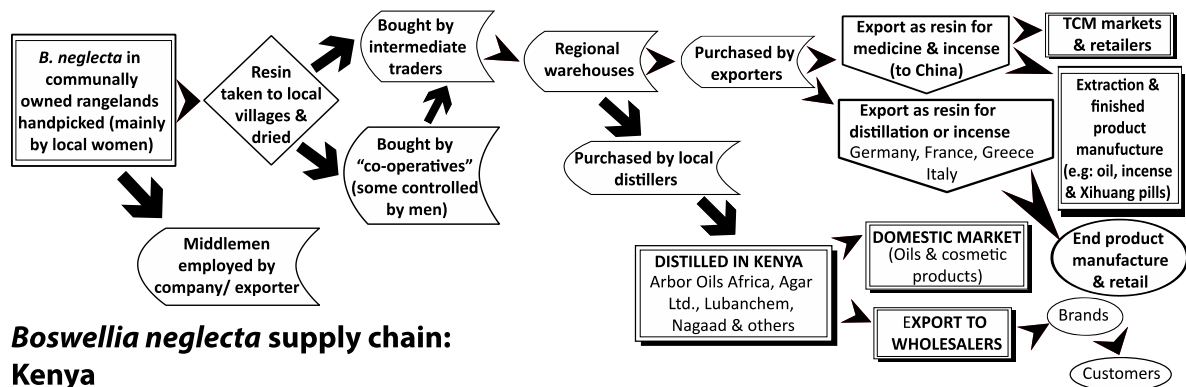 B. neglecta in
communally
owned rangelands
handpicked (mainly
by local women)
Resin
taken to local
villages &
dried
Bought by
intermediate
traders
Bought by
“co-operatives”
(some controlled
by men)
Middlemen
employed by
company/ exporter
Regional
warehouses
Purchased by
exporters
Purchased by local
distillers
Export as resin for
medicine & incense
(to China)
TCM markets
& retailers
Extraction &
finished
product
manufucture
(e.g: oil, incense
& Xihuang pills)
Export as resin for
distillation or incense
Germany, France, Greece
Italy
End product
manufacture
& retail
DISTILLED IN KENYA
Arbor Oils Africa, Agar
Ltd., Lubanchem,
Nagaad & others
DOMESTIC MARKET
(Oils & cosmetic
products)
EXPORT TO
WHOLESALERS
Brands
Customers
Boswellia neglecta supply chain:
Kenya